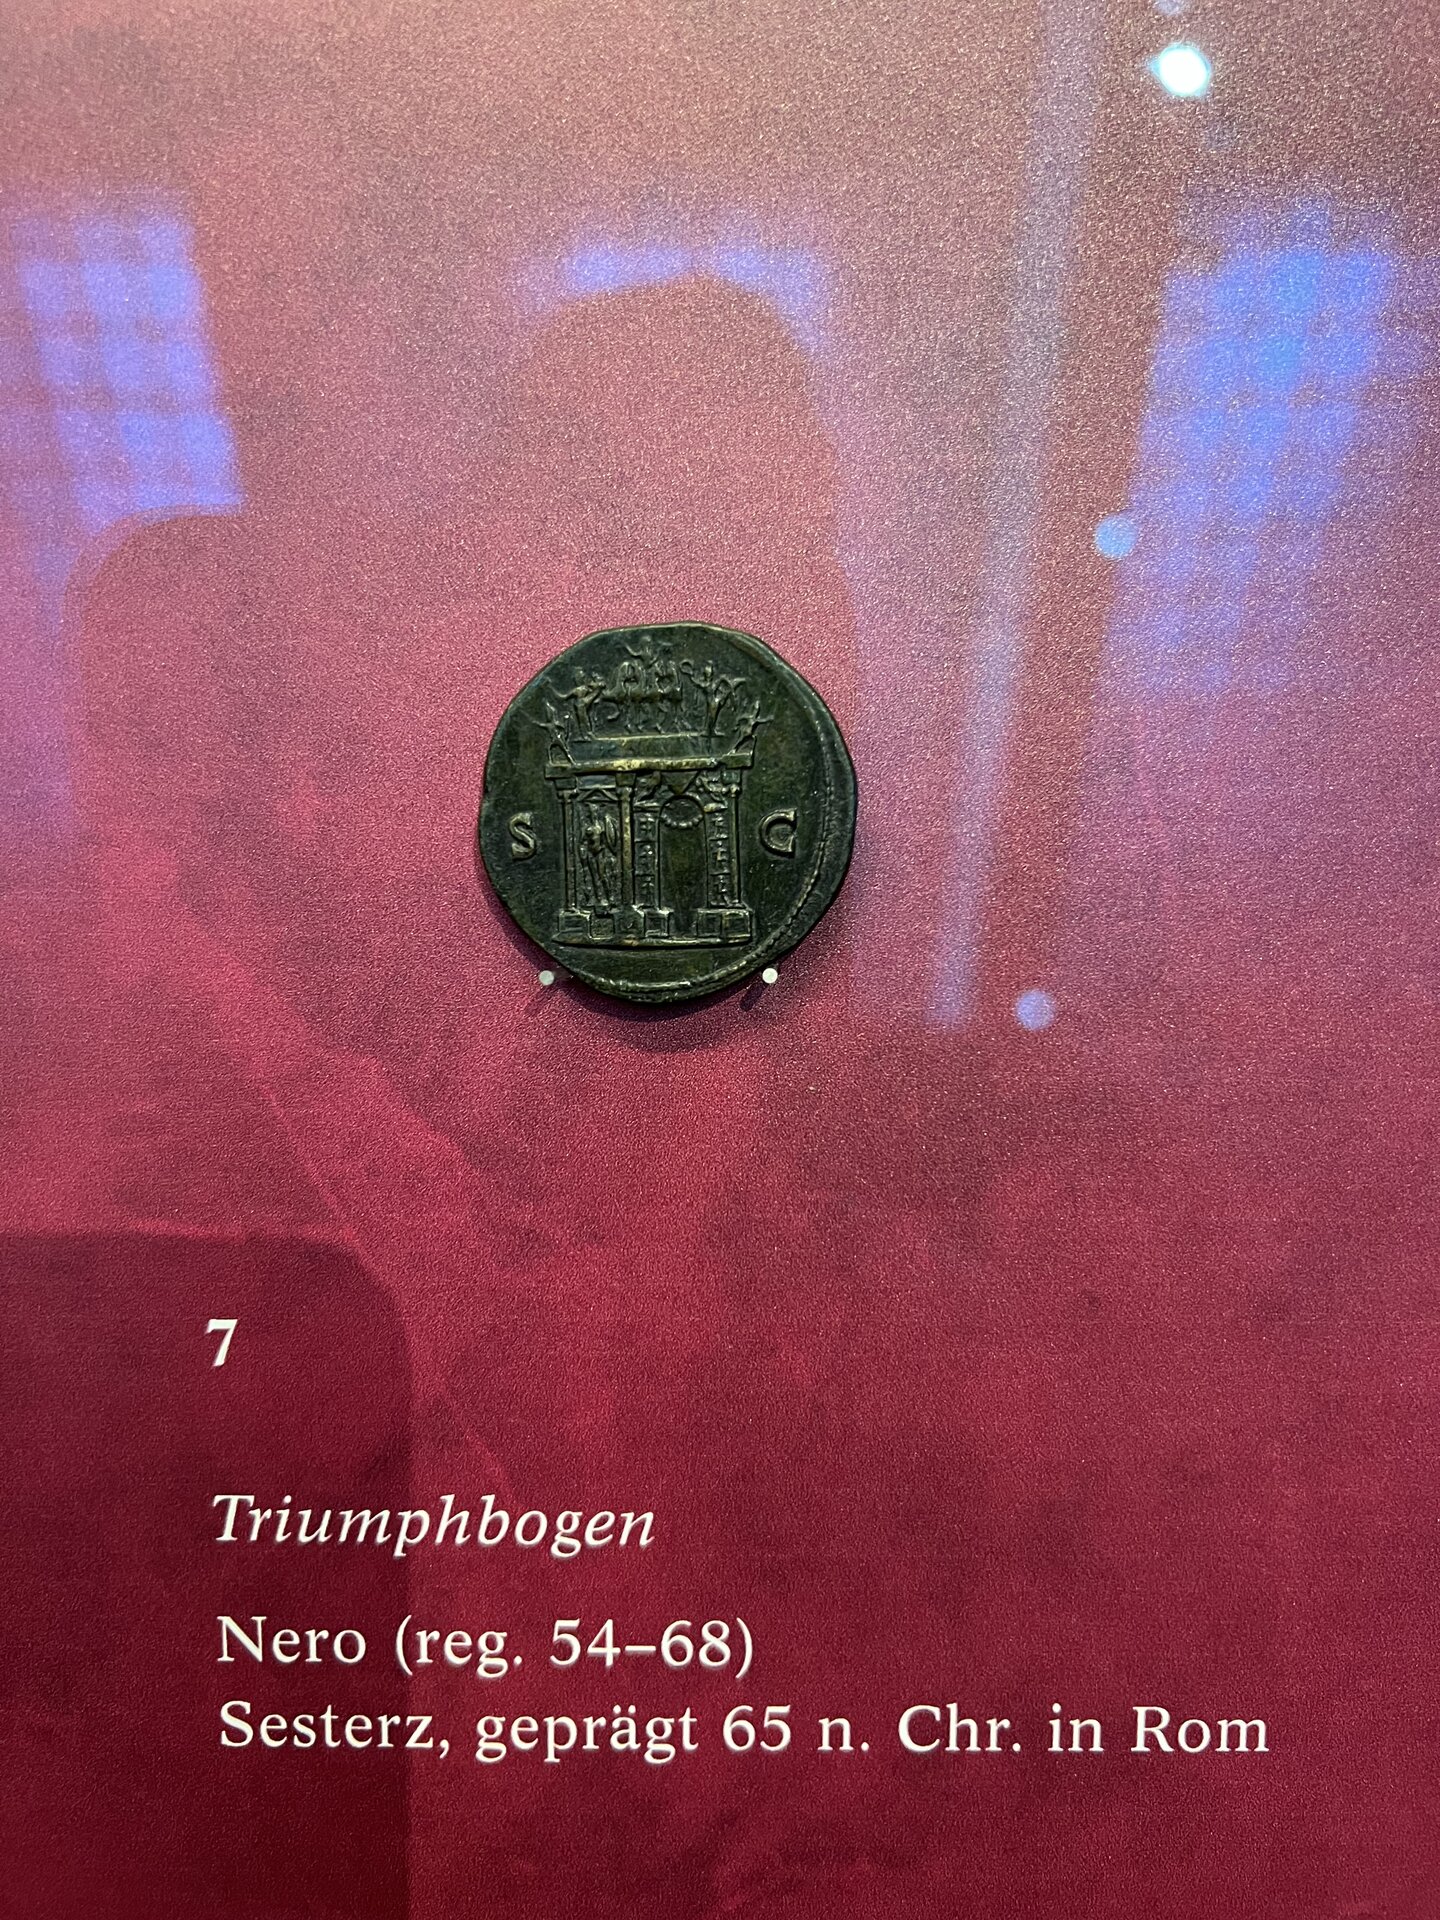 S C
7
Triumphbogen
Nero (reg. 54–68)
Sesterz, geprägt 65 n. Chr. in Rom